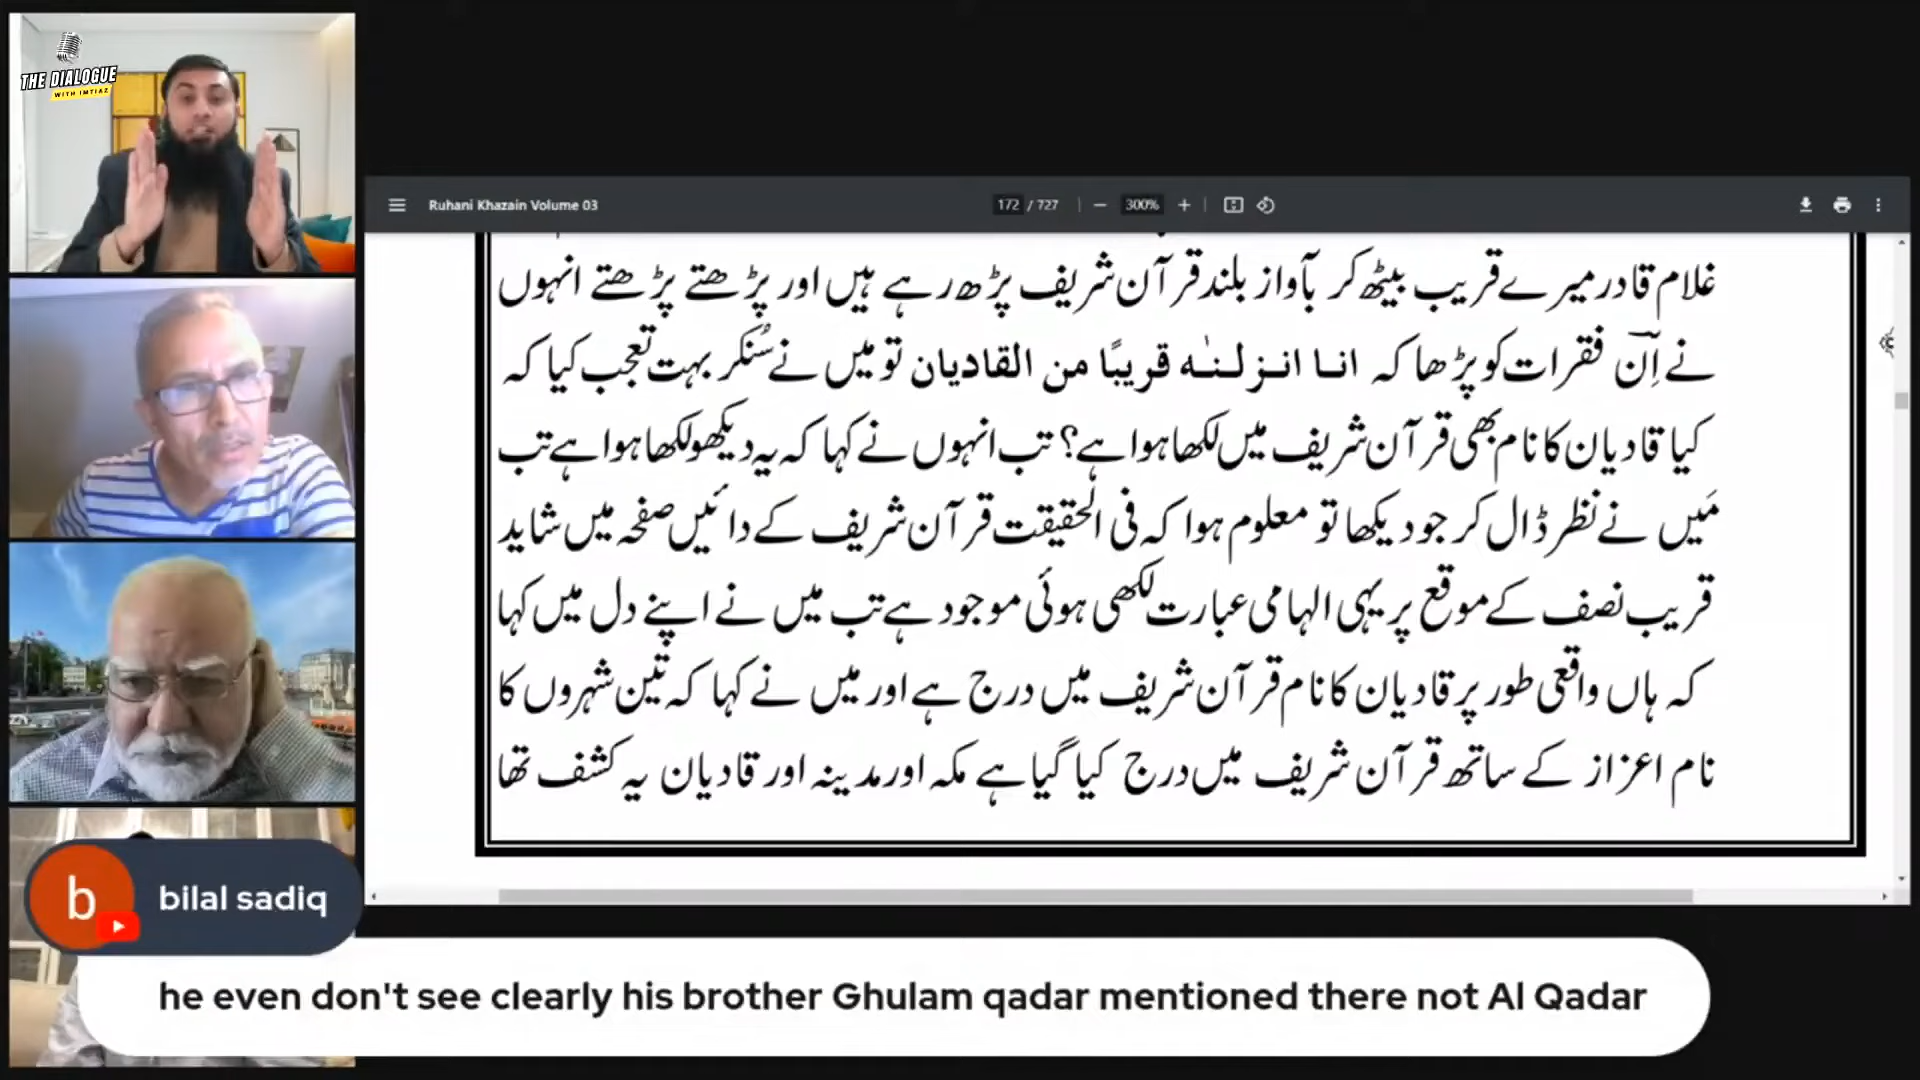 THE DIALOGUE
WITH IMTIAZ
Ruhani Khazain Volume 03
172 / 727
300%
غلام قادر میرے قریب بیٹھ کر بآواز بلند قرآن شریف پڑھ رہے ہیں اور پڑھتے پڑھتے انہوں
نے اِنؔ فقرات کو پڑھا کہ انا انزلنٰہ قریبًا من القادیان تو میں نے سُنکر بہت تعجب کیا کہ
کیا قادیان کا نام بھی قرآن شریف میں لکھا ہوا ہے؟ تب انہوں نے کہا کہ یہ دیکھو لکھا ہوا ہے تب
مَیں نے نظر ڈال کر جو دیکھا تو معلوم ہوا کہ فی الحقیقت قرآن شریف کے دائیں صفحہ میں شاید
قریب نصف کے موقع پر یہی الہامی عبارت لکھی ہوئی موجود ہے تب میں نے اپنے دل میں کہا
کہ ہاں واقعی طور پر قادیان کا نام قرآن شریف میں درج ہے اور میں نے کہا کہ تین شہروں کا
نام اعزاز کے ساتھ قرآن شریف میں درج کیا گیا ہے مکہ اور مدینہ اور قادیان یہ کشف تھا
b
bilal sadiq
he even don't see clearly his brother Ghulam qadar mentioned there not Al Qadar